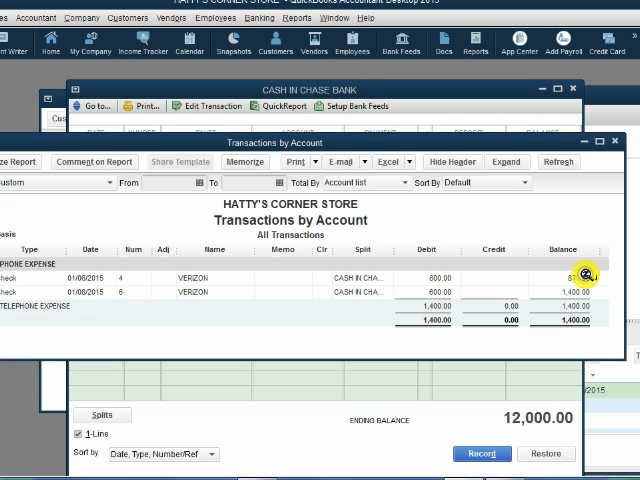 HATTY'S CORNER STORE - QuickBooks Accountant Desktop 2015
Accountant Company Customers Vendors Employees Banking Reports Window Help
nt Writer Home My Company Income Tracker Calendar Snapshots Customers Vendors Employees Bank Feeds Docs Reports App Center Add Payroll Credit Card
CASH IN CHASE BANK
Go to... Print... Edit Transaction QuickReport Setup Bank Feeds
Cus
Transactions by Account
ze Report Comment on Report Share Template Memorize Print E-mail Excel Hide Header Expand Refresh
ustom From To Total By Account list Sort By Default
HATTY'S CORNER STORE
Transactions by Account
asis All Transactions
Type Date Num Adj Name Memo Clr Split Debit Credit Balance
PHONE EXPENSE
heck 01/06/2015 4 VERIZON CASH IN CHA... 800.00
heck 01/08/2015 6 VERIZON CASH IN CHA... 600.00 1,400.00
TELEPHONE EXPENSE 1,400.00 0.00 1,400.00
1,400.00 0.00 1,400.00
/2015
Splits
ENDING BALANCE 12,000.00
1-Line
Sort by Date, Type, Number/Ref Record Restore